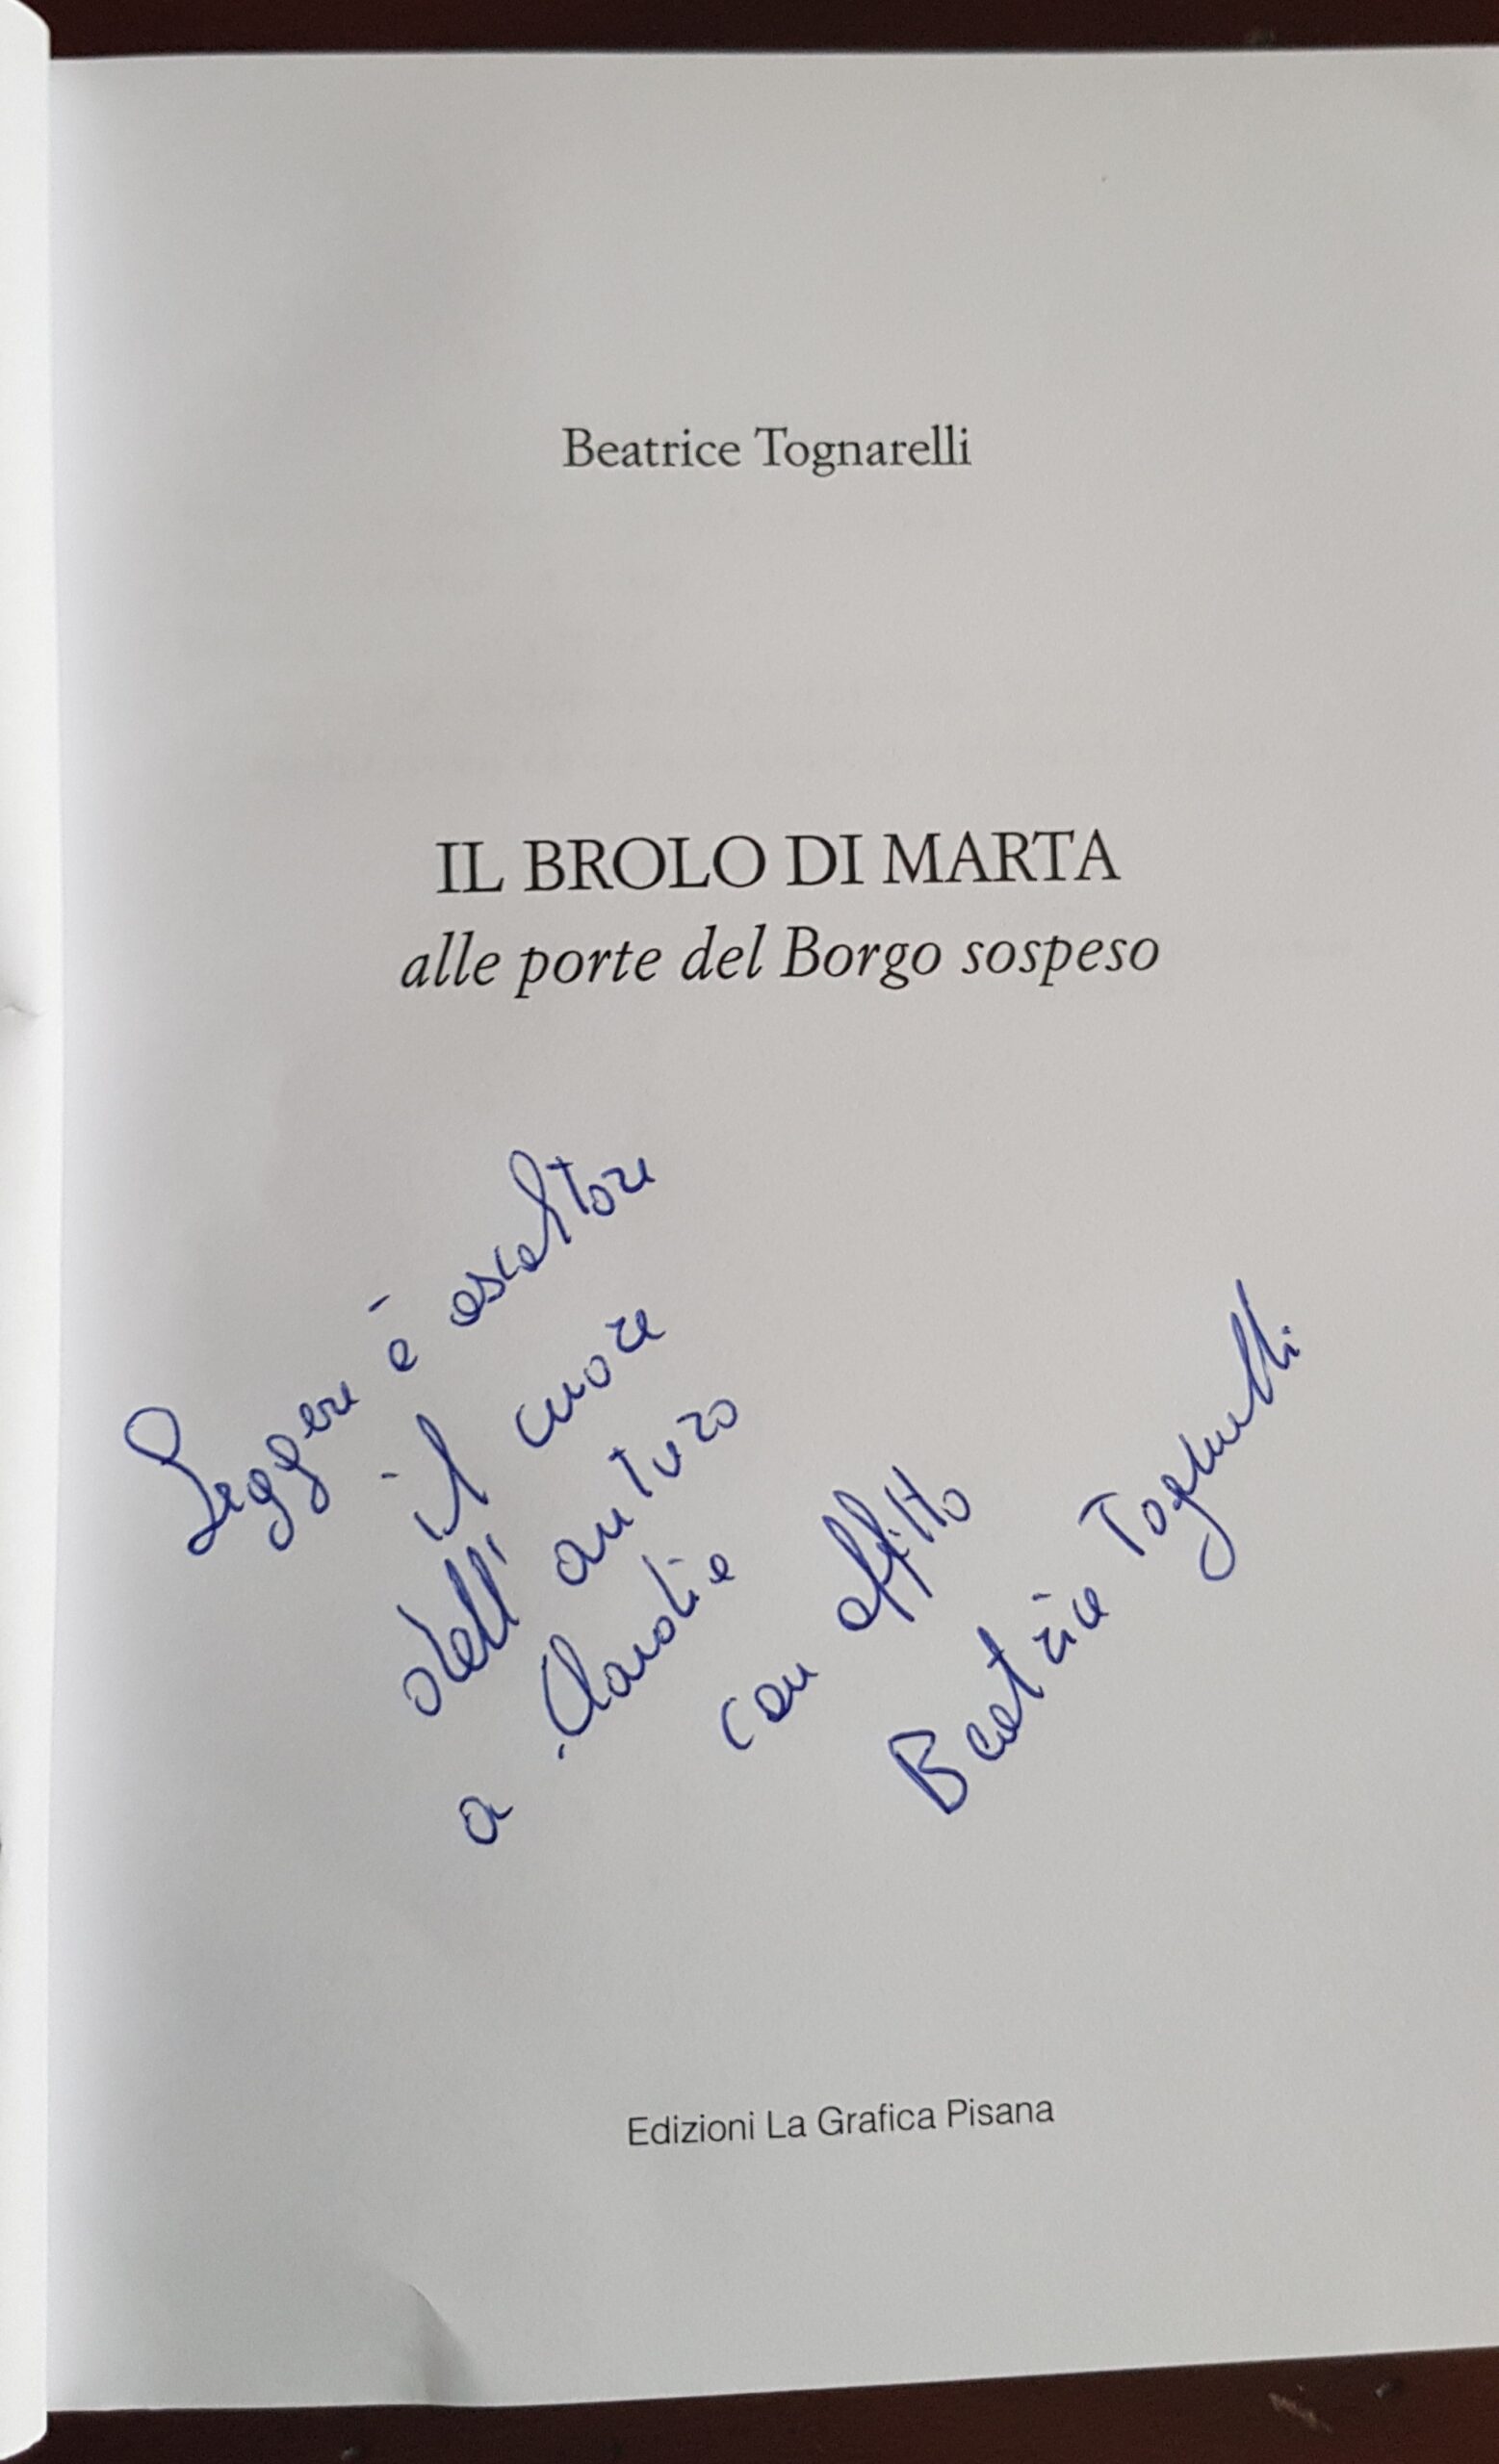 Beatrice Tognarelli
IL BROLO DI MARTA
alle porte del Borgo sospeso
Leggere è ascoltare
il cuore
dell'
a Claudia
con affetto
Beatrice Tognarelli
Edizioni La Grafica Pisana